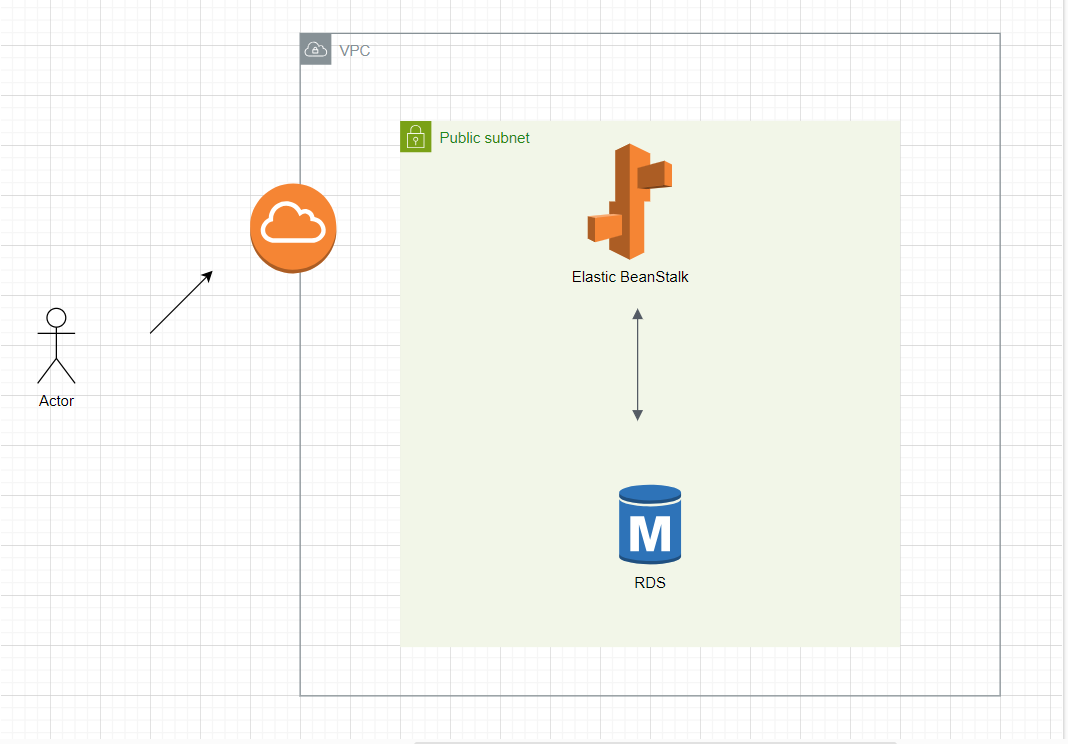 VPC
Public subnet
Elastic BeanStalk
Actor
M
RDS